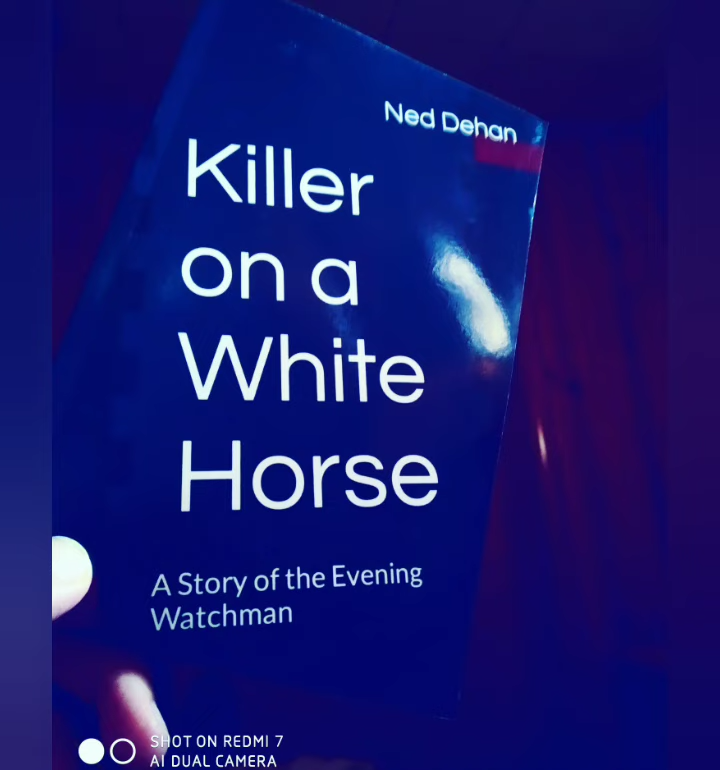 Ned Dehan
Killer
on a
White
Horse
A Story of the Evening
Watchman
SHOT ON REDMI 7
AI DUAL CAMERA